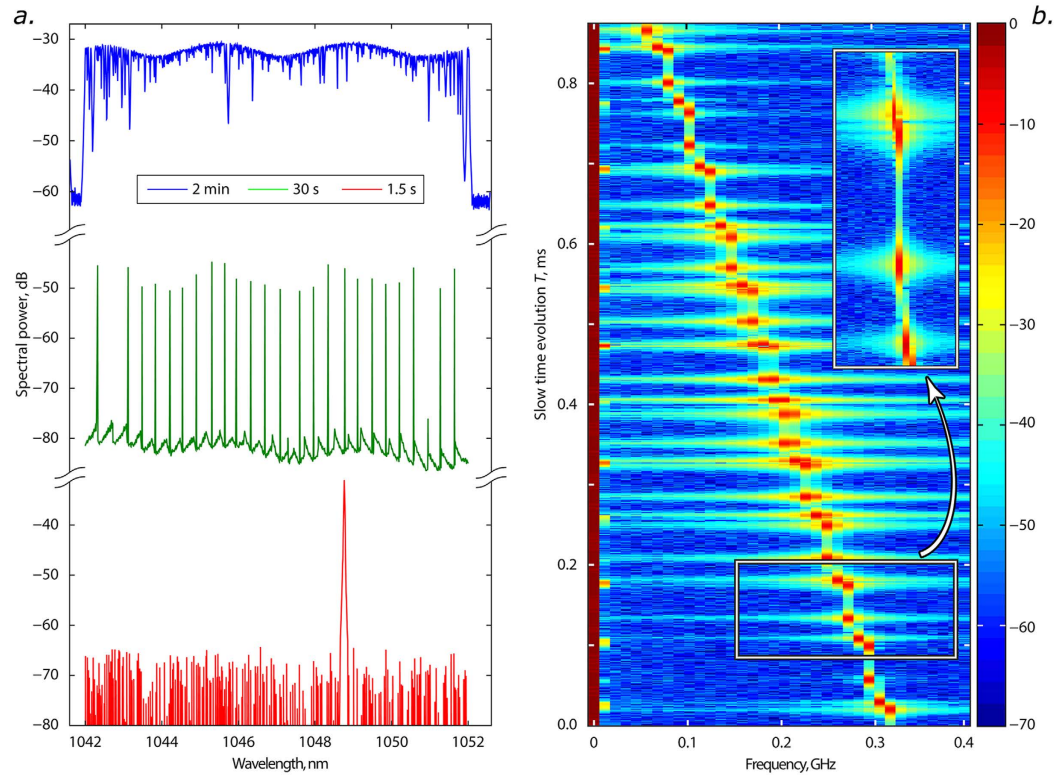 a.
−30
−40
−50
−60
2 min 30 s 1.5 s
−50
−60
−70
−80
−40
−50
−60
−70
−80
1042 1044 1046 1048 1050 1052
Wavelength, nm
Spectral power, dB
b.
0.8
0.6
0.4
0.2
0.0
Slow time evolution T, ms
0 0.1 0.2 0.3 0.4
Frequency, GHz
0
−10
−20
−30
−40
−50
−60
−70